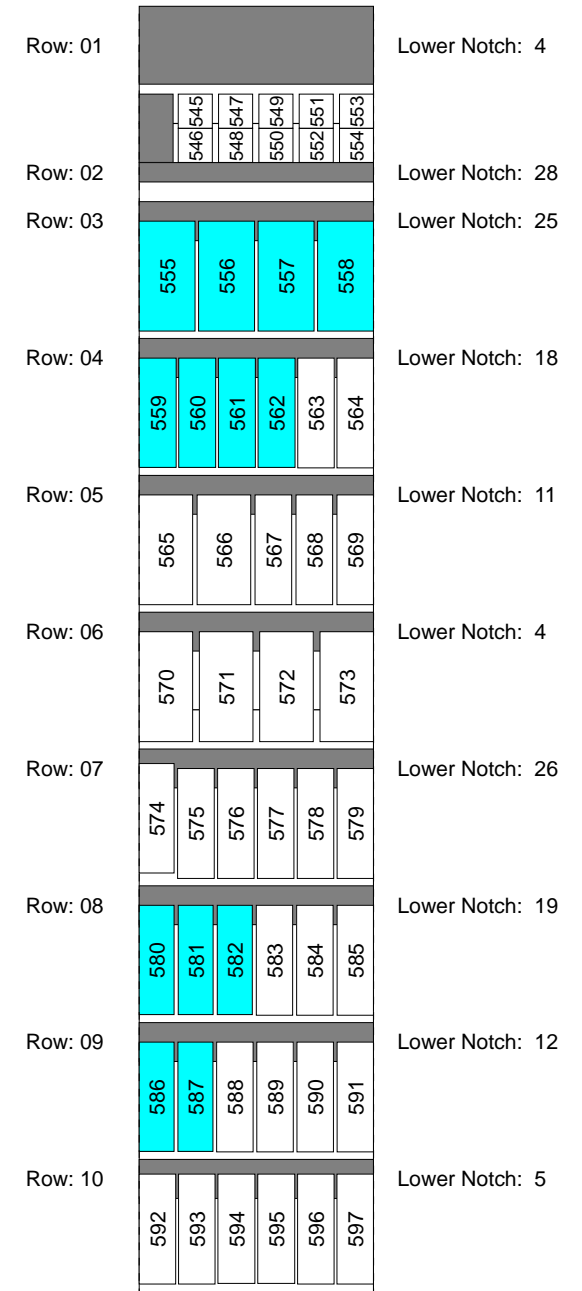 Row: 01 Lower Notch: 4
545 547 549 551 553
546 548 550 552 554
Row: 02 Lower Notch: 28
Row: 03 Lower Notch: 25
555 556 557 558
Row: 04 Lower Notch: 18
559 560 561 562 563 564
Row: 05 Lower Notch: 11
565 566 567 568 569
Row: 06 Lower Notch: 4
570 571 572 573
Row: 07 Lower Notch: 26
574 575 576 577 578 579
Row: 08 Lower Notch: 19
580 581 582 583 584 585
Row: 09 Lower Notch: 12
586 587 588 589 590 591
Row: 10 Lower Notch: 5
592 593 594 595 596 597